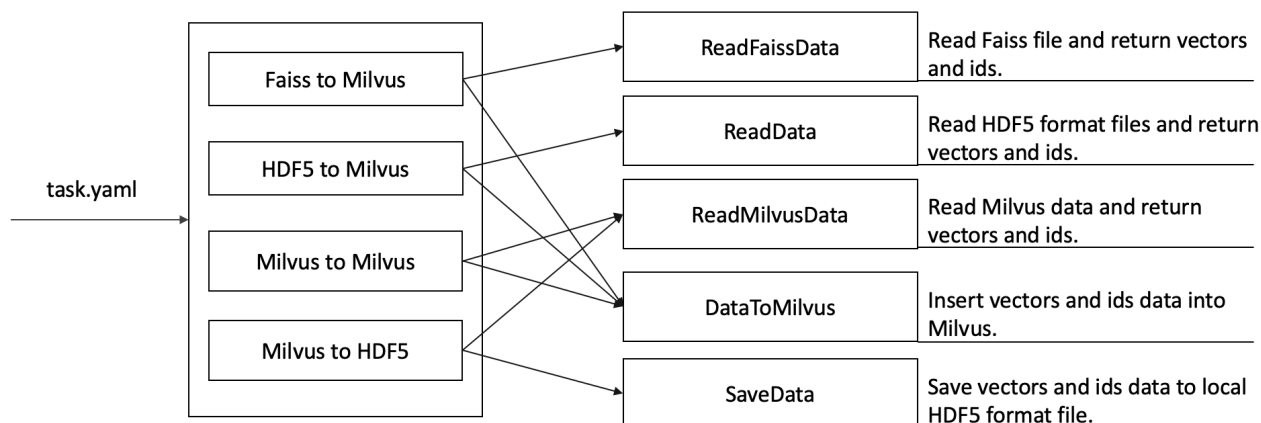 task.yaml
Faiss to Milvus
HDF5 to Milvus
Milvus to Milvus
Milvus to HDF5
ReadFaissData
Read Faiss file and return vectors
and ids.
ReadData
Read HDF5 format files and return
vectors and ids.
ReadMilvusData
Read Milvus data and return
vectors and ids.
DataToMilvus
Insert vectors and ids data into
Milvus.
SaveData
Save vectors and ids data to local
HDF5 format file.